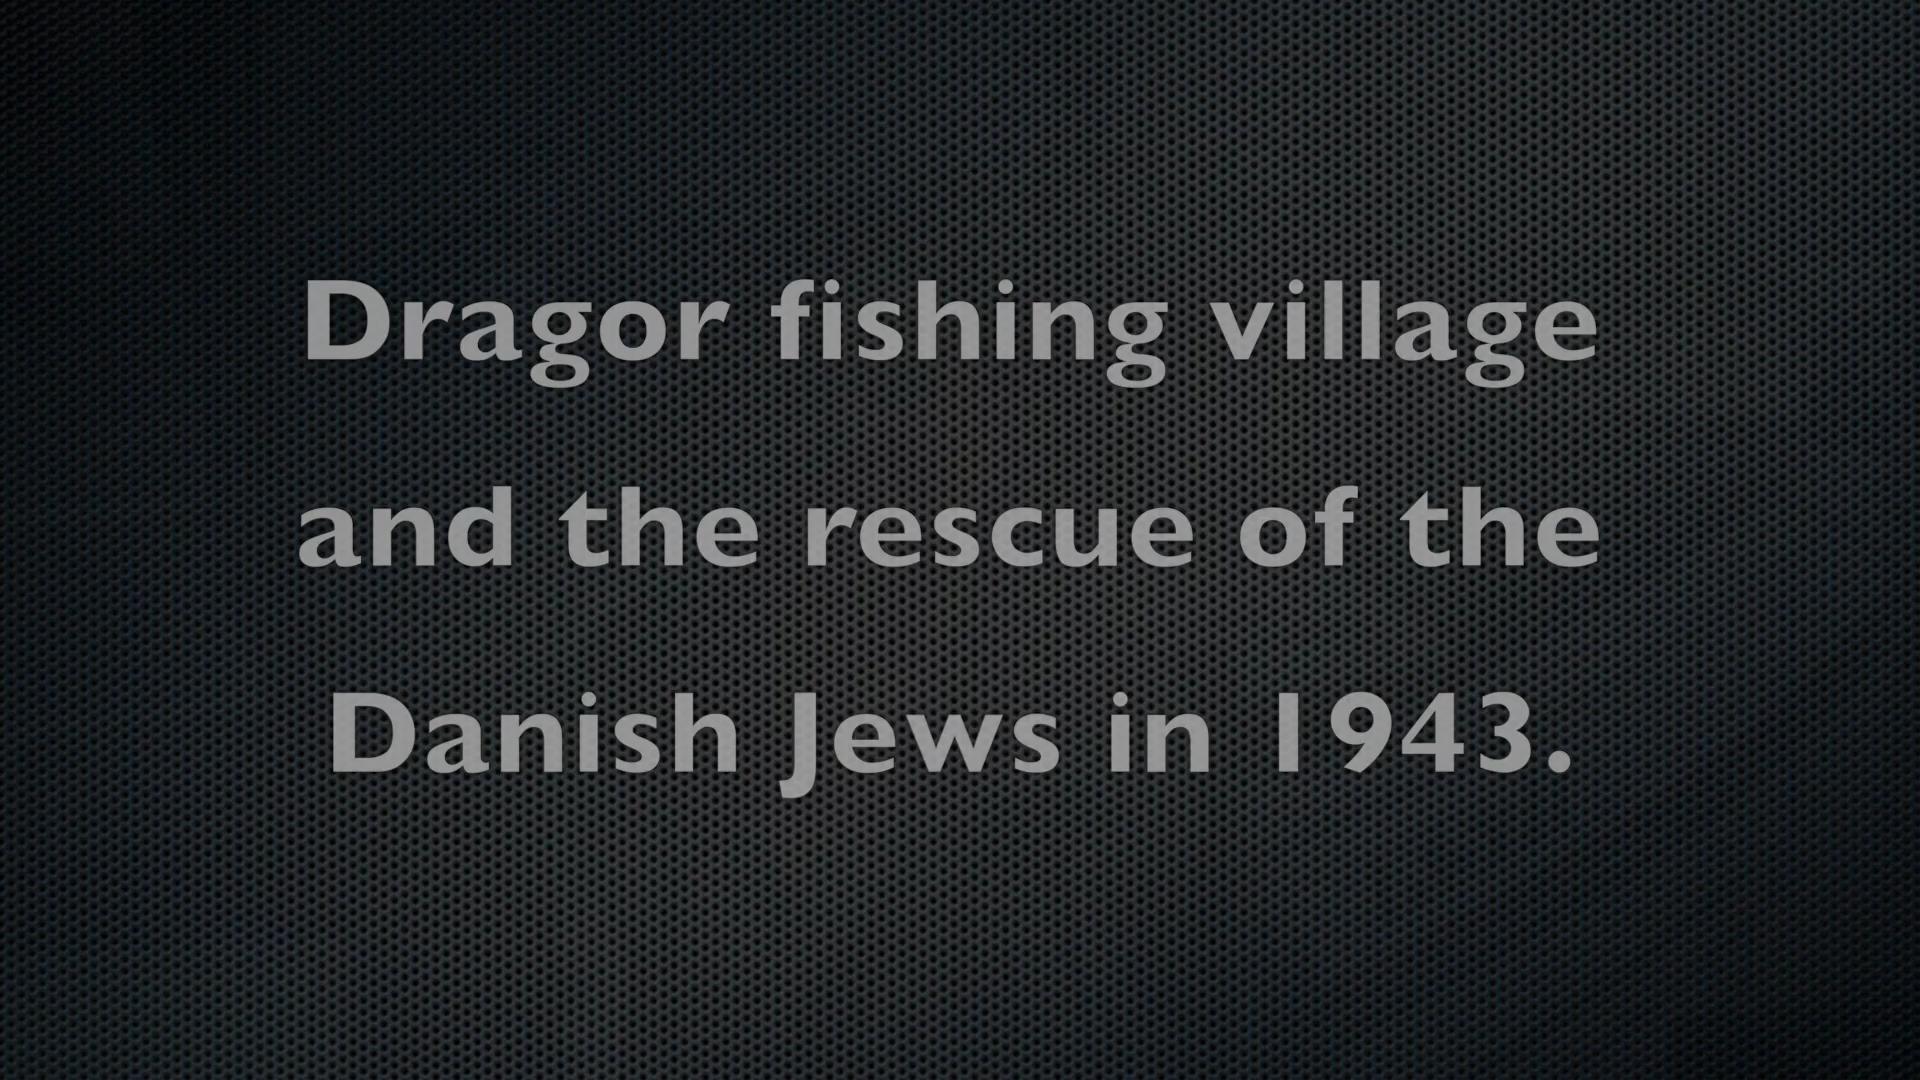 Dragor fishing village
and the rescue of the
Danish Jews in 1943.